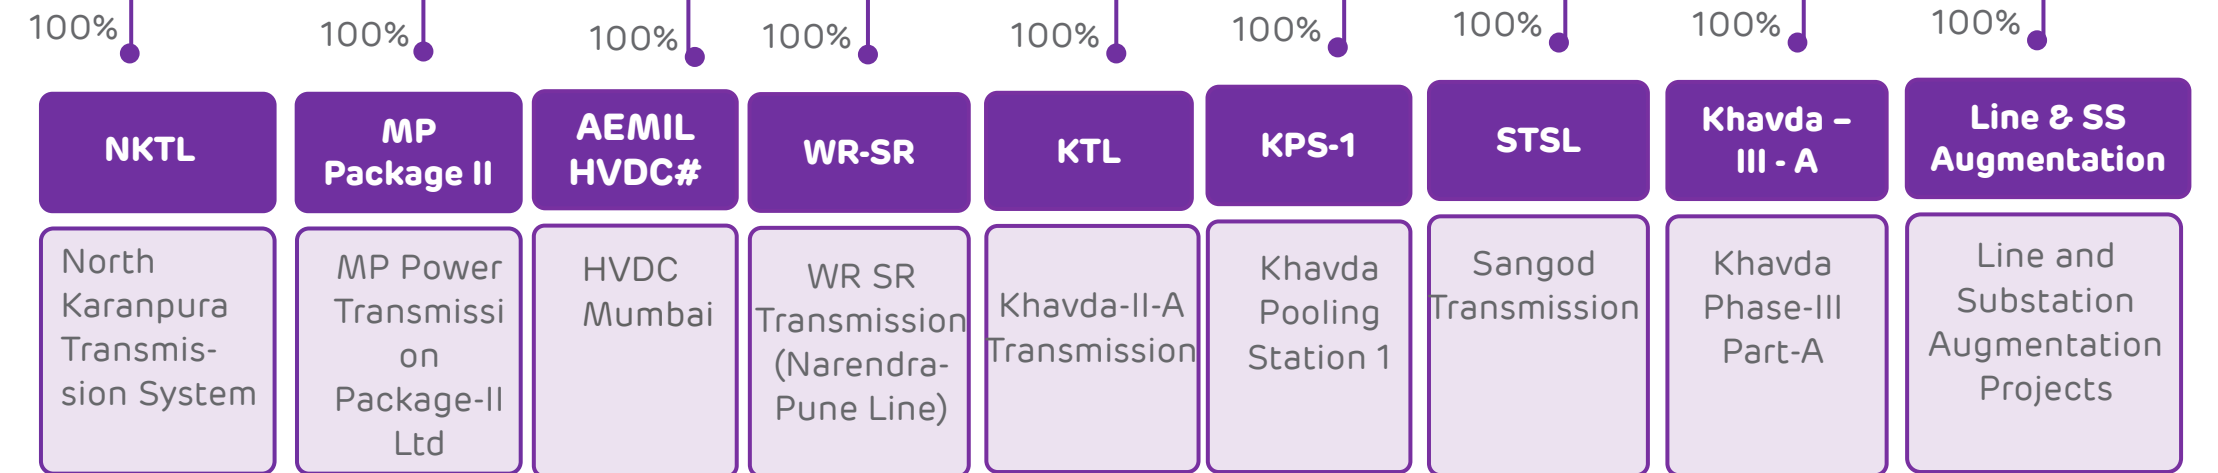 100%
100%
100%
100%
100%
100%
100%
100%
100%
NKTL
MP
Package II
AEMIL
HVDC#
WR-SR
KTL
KPS-1
STSL
Khavda –
III - A
Line & SS
Augmentation
North
Karanpura
Transmis-
sion System
MP Power
Transmissi
on
Package-II
Ltd
HVDC
Mumbai
WR SR
Transmission
(Narendra-
Pune Line)
Khavda-II-A
Transmission
Khavda
Pooling
Station 1
Sangod
Transmission
Khavda
Phase-III
Part-A
Line and
Substation
Augmentation
Projects